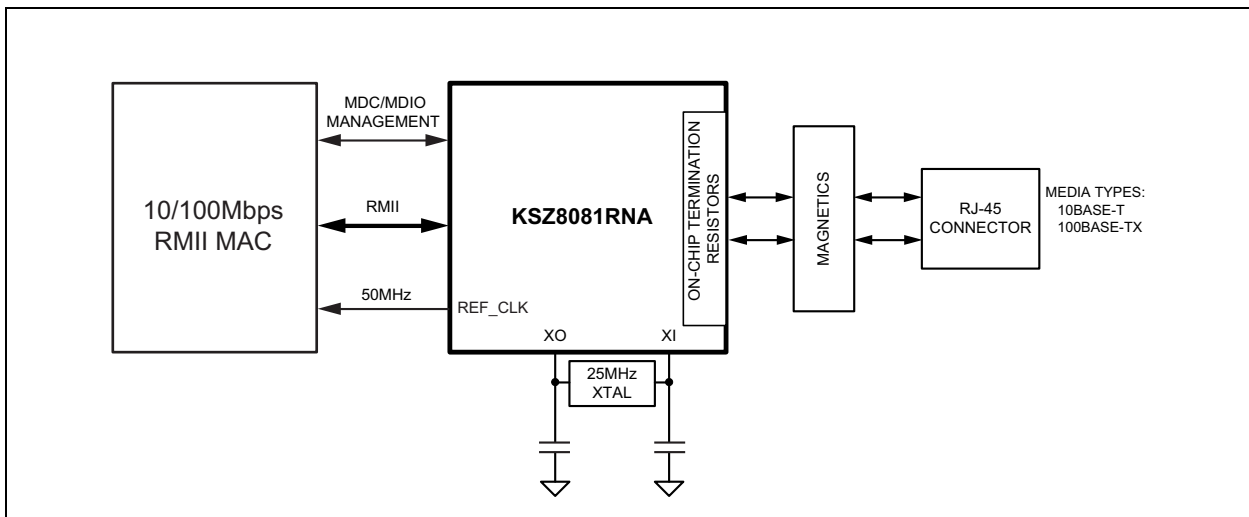 10/100Mbps
RMII MAC
MDC/MDIO
MANAGEMENT
RMII
50MHz
KSZ8081RNA
REF_CLK
XO
XI
25MHz
XTAL
ON-CHIP TERMINATION
RESISTORS
MAGNETICS
RJ-45
CONNECTOR
MEDIA TYPES:
10BASE-T
100BASE-TX